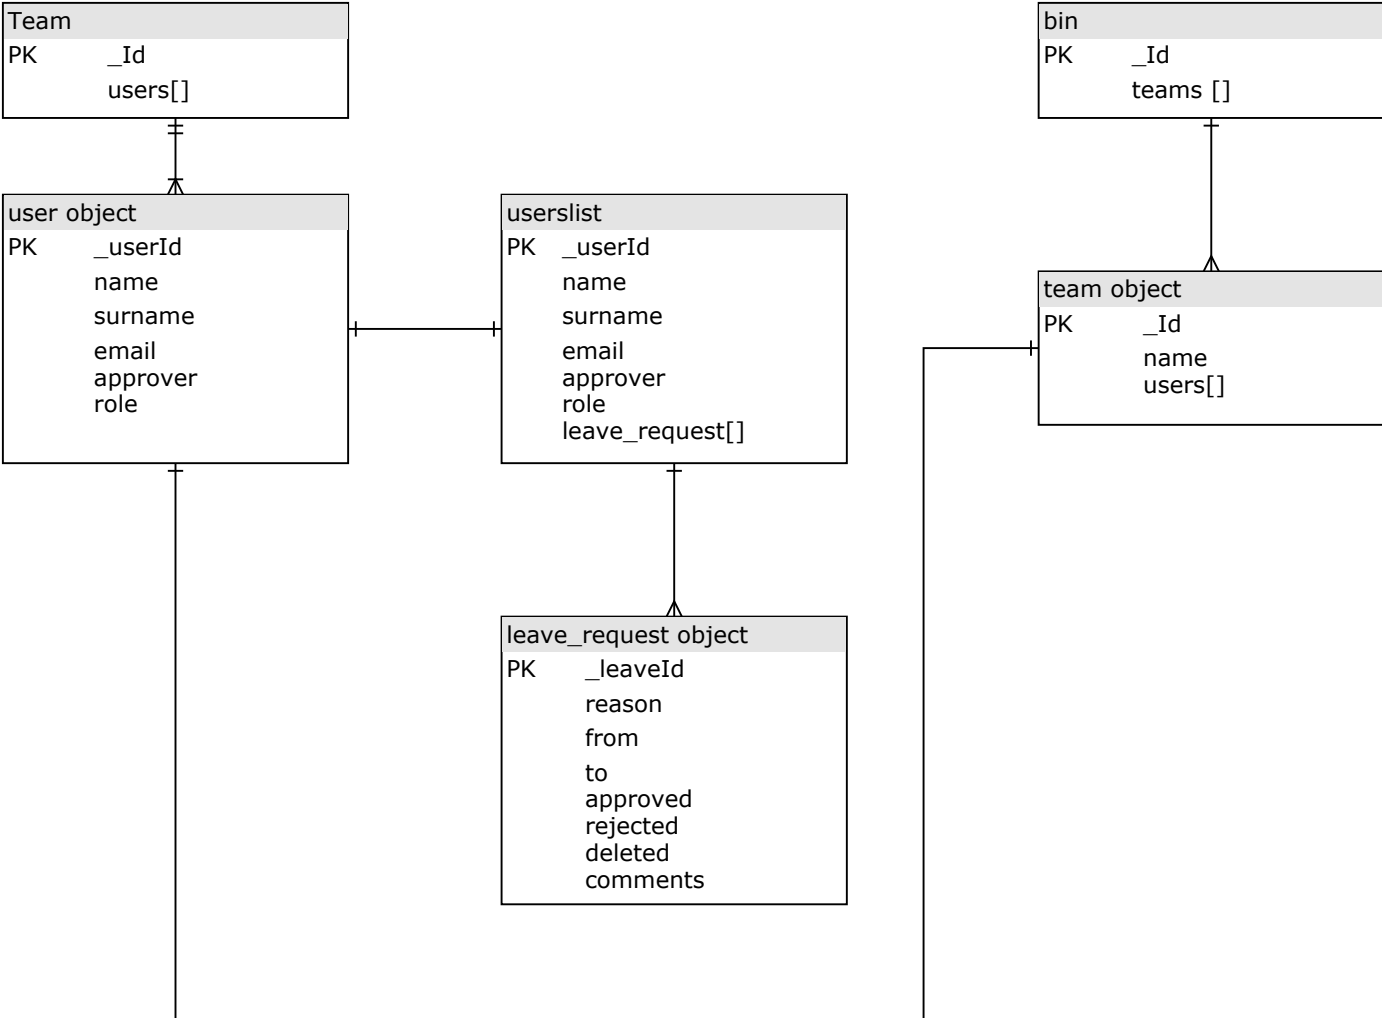 Team
PK _Id
users[]
bin
PK _Id
teams []
user object
PK _userId
name
surname
email
approver
role
userslist
PK _userId
name
surname
email
approver
role
leave_request[]
team object
PK _Id
name
users[]
leave_request object
PK _leaveId
reason
from
to
approved
rejected
deleted
comments